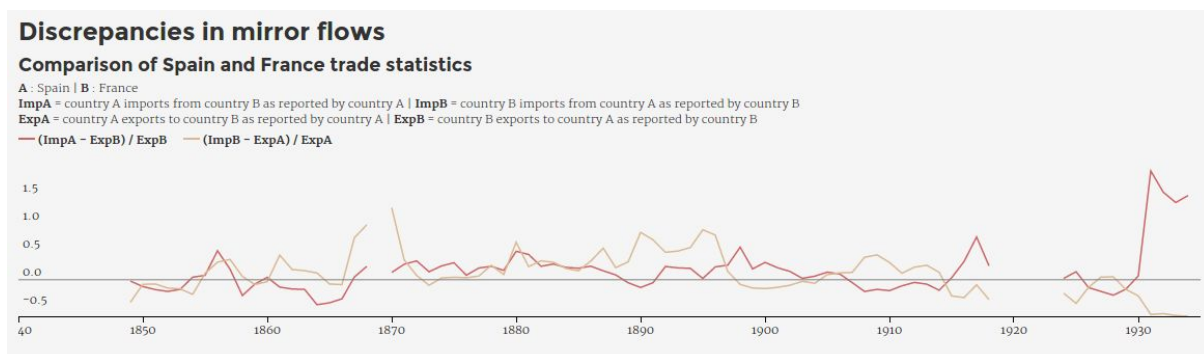 Discrepancies in mirror flows
Comparison of Spain and France trade statistics
A : Spain | B : France
ImpA = country A imports from country B as reported by country A | ImpB = country B imports from country A as reported by country B
ExpA = country A exports to country B as reported by country A | ExpB = country B exports to country A as reported by country B
(ImpA - ExpB) / ExpB (ImpB - ExpA) / ExpA
1.5
1.0
0.5
0.0
-0.5
40 1850 1860 1870 1880 1890 1900 1910 1920 1930